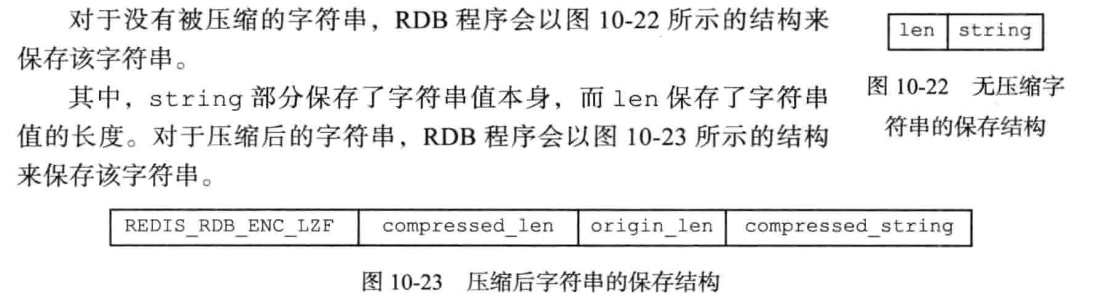 对于没有被压缩的字符串，RDB 程序会以图 10-22 所示的结构来
保存该字符串。
其中，string 部分保存了字符串值本身，而 len 保存了字符串
值的长度。对于压缩后的字符串，RDB 程序会以图 10-23 所示的结构
来保存该字符串。
len string
图 10-22 无压缩字
符串的保存结构
REDIS_RDB_ENC_LZF compressed_len origin_len compressed_string
图 10-23 压缩后字符串的保存结构